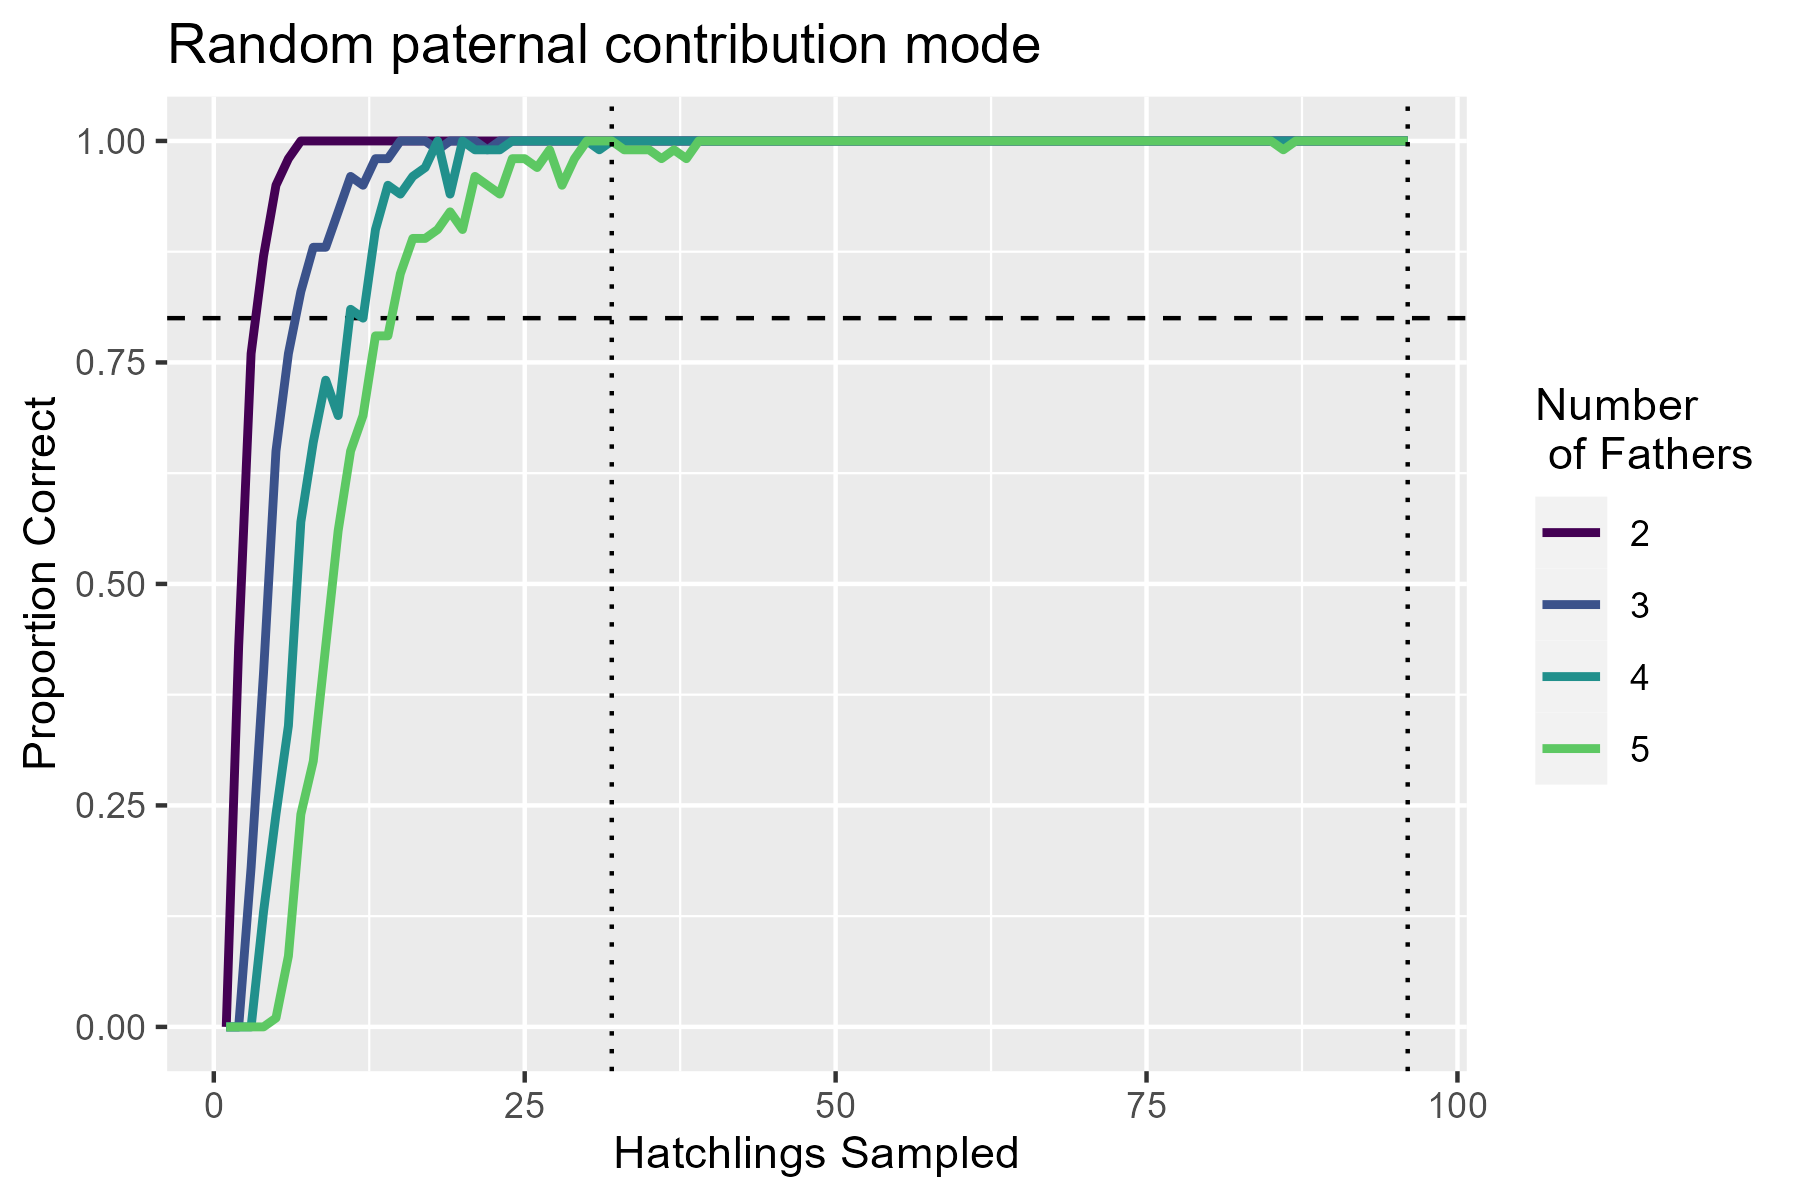 Random paternal contribution mode
1.00
0.75
0.50
0.25
0.00
Proportion Correct
0 25 50 75 100
Hatchlings Sampled
Number
of Fathers
2
3
4
5